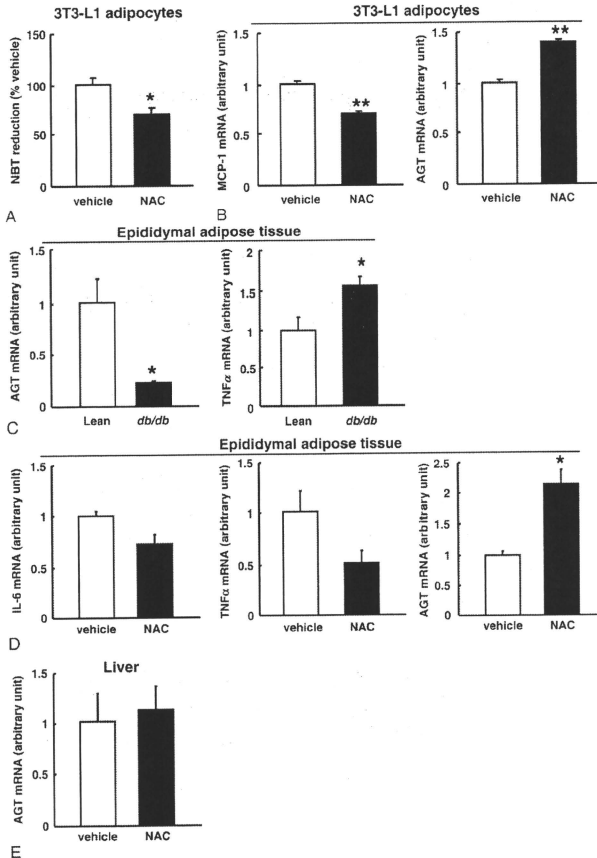 3T3-L1 adipocytes
NBT reduction (% vehicle)
150
100
50
0
*
vehicle NAC
A
3T3-L1 adipocytes
MCP-1 mRNA (arbitrary unit)
1.5
1
0.5
0
**
vehicle NAC
B
AGT mRNA (arbitrary unit)
1.5
1
0.5
0
**
vehicle NAC
Epididymal adipose tissue
AGT mRNA (arbitrary unit)
1.5
1
0.5
0
*
Lean db/db
C
TNFα mRNA (arbitrary unit)
2
1.5
1
0.5
0
*
Lean db/db
Epididymal adipose tissue
IL-6 mRNA (arbitrary unit)
1.5
1
0.5
0
vehicle NAC
D
TNFα mRNA (arbitrary unit)
1.5
1
0.5
0
vehicle NAC
AGT mRNA (arbitrary unit)
2.5
2
1.5
1
0.5
0
*
vehicle NAC
Liver
AGT mRNA (arbitrary unit)
1.5
1
0.5
0
vehicle NAC
E